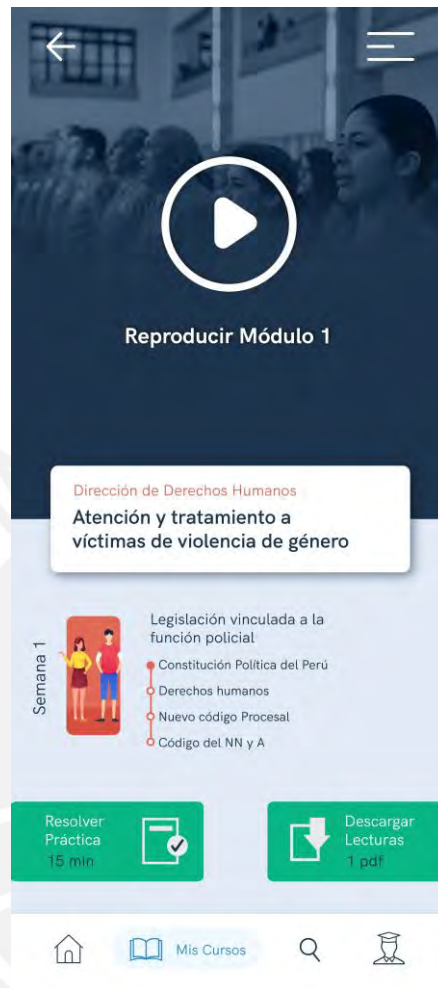 Reproducir Módulo 1
Dirección de Derechos Humanos
Atención y tratamiento a
víctimas de violencia de género
Semana 1
Legislación vinculada a la
función policial
Constitución Política del Perú
Derechos humanos
Nuevo código Procesal
Código del NN y A
Resolver
Práctica
15 min
Descargar
Lecturas
1 pdf
Mis Cursos